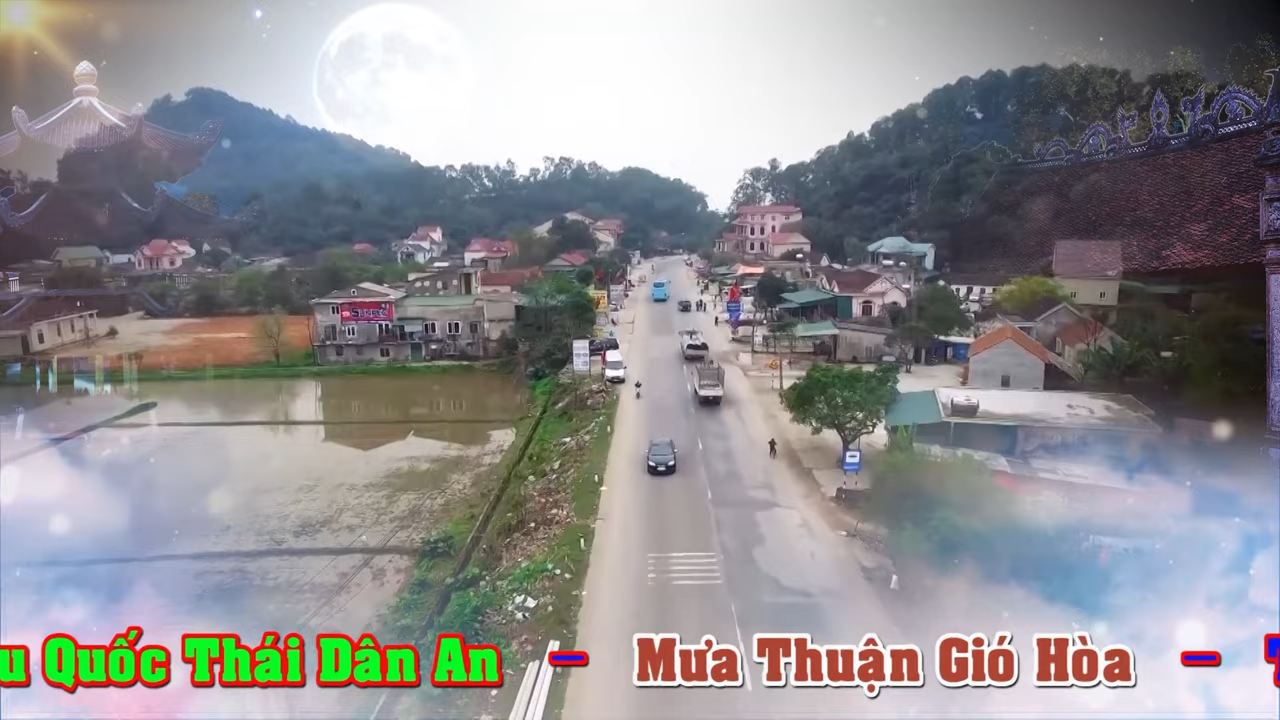 u Quốc Thái Dân An – Mưa Thuận Gió Hòa –